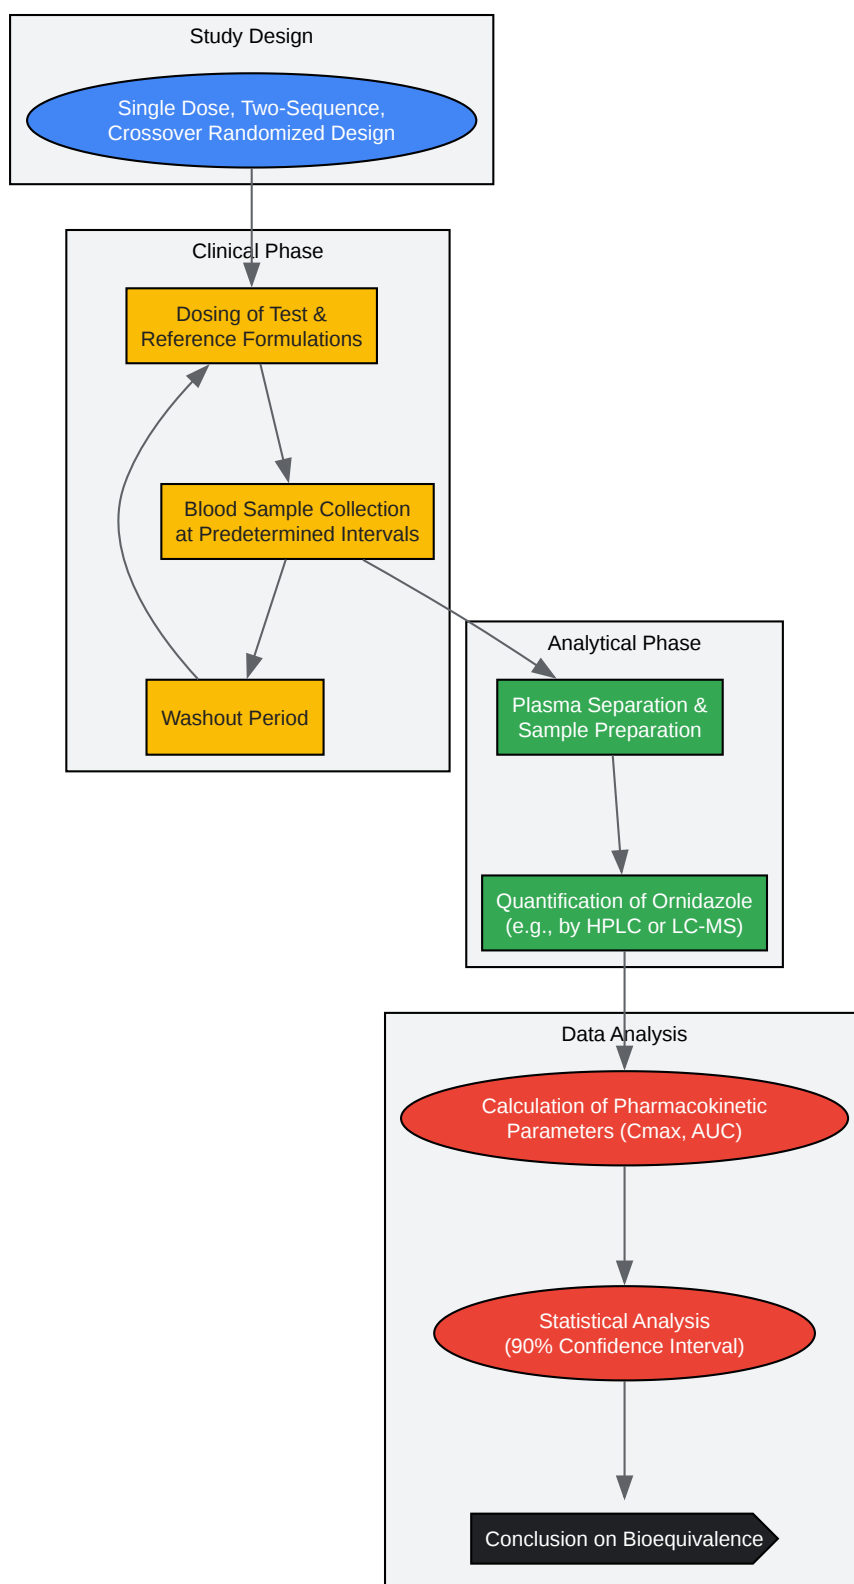 Study Design
Single Dose, Two-Sequence,
Crossover Randomized Design
Clinical Phase
Dosing of Test &
Reference Formulations
Blood Sample Collection
at Predetermined Intervals
Washout Period
Analytical Phase
Plasma Separation &
Sample Preparation
Quantification of Ornidazole
(e.g., by HPLC or LC-MS)
Data Analysis
Calculation of Pharmacokinetic
Parameters (Cmax, AUC)
Statistical Analysis
(90% Confidence Interval)
Conclusion on Bioequivalence